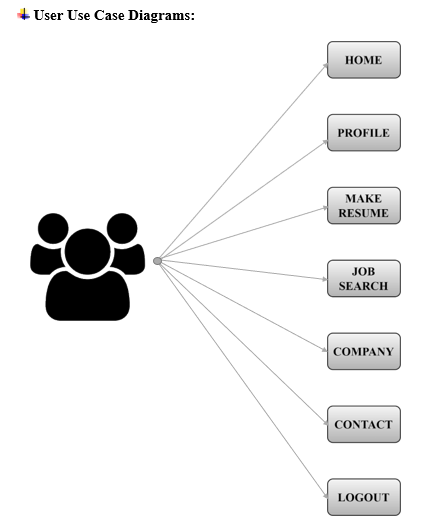 User Use Case Diagrams:
HOME
PROFILE
MAKE
RESUME
JOB
SEARCH
COMPANY
CONTACT
LOGOUT